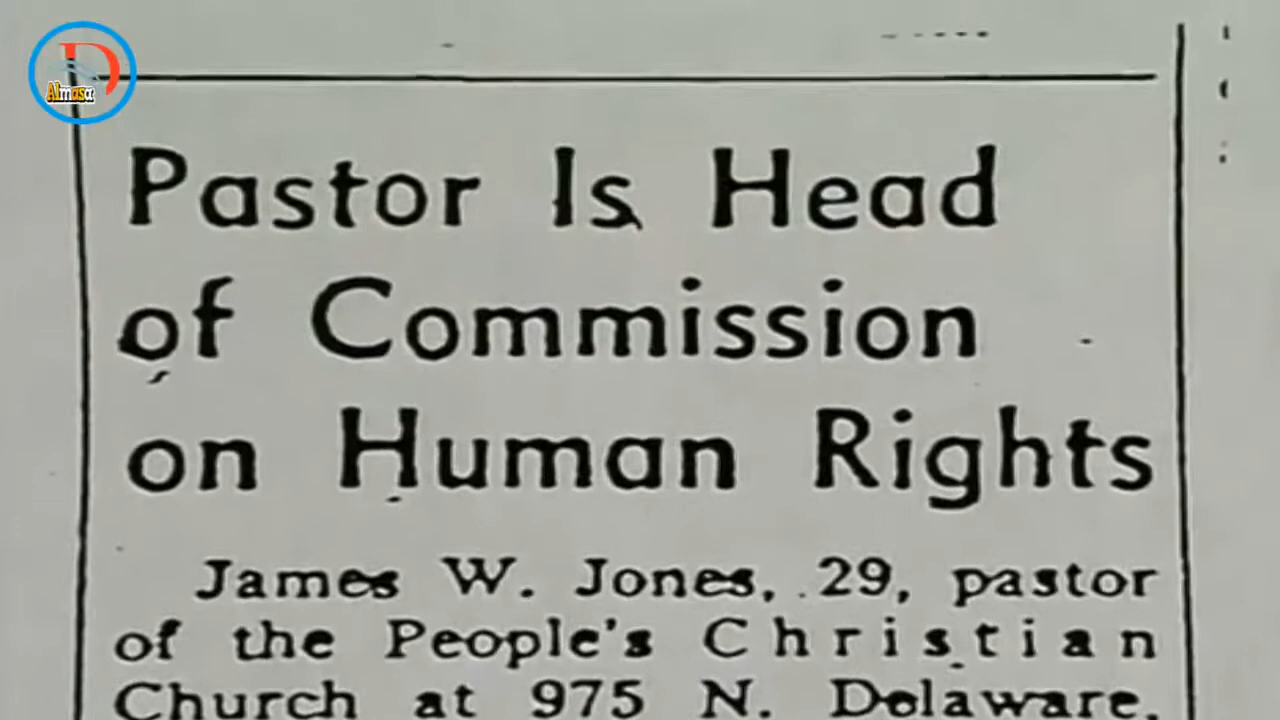 D
Almasa
Pastor Is Head
of Commission
on Human Rights
James W. Jones, 29, pastor
of the People's Christian
Church at 975 N. Delaware,